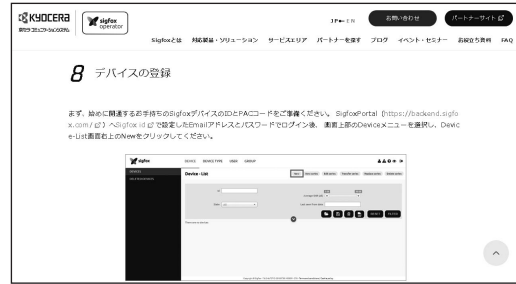 KYOCERA
京セラコミュニケーションシステム
sigfox
operator
JP EN
お問い合わせ
パートナーサイト
Sigfoxとは 対応製品・ソリューション サービスエリア パートナーを探す ブログ イベント・セミナー お役立ち資料 FAQ
8 デバイスの登録
まず、始めに関連するお手持ちのSigfoxデバイスのIDとPACコードをご準備ください。 SigfoxPortal (https://backend.sigfo
x.com/ ) へSigfox id で設定したEmailアドレスとパスワードでログイン後、 画面上部のDeviceメニューを選択し、Devic
e-List画面右上のNewをクリックしてください。
sigfox
DEVICE DEVICE TYPE USER GROUP
Device - List